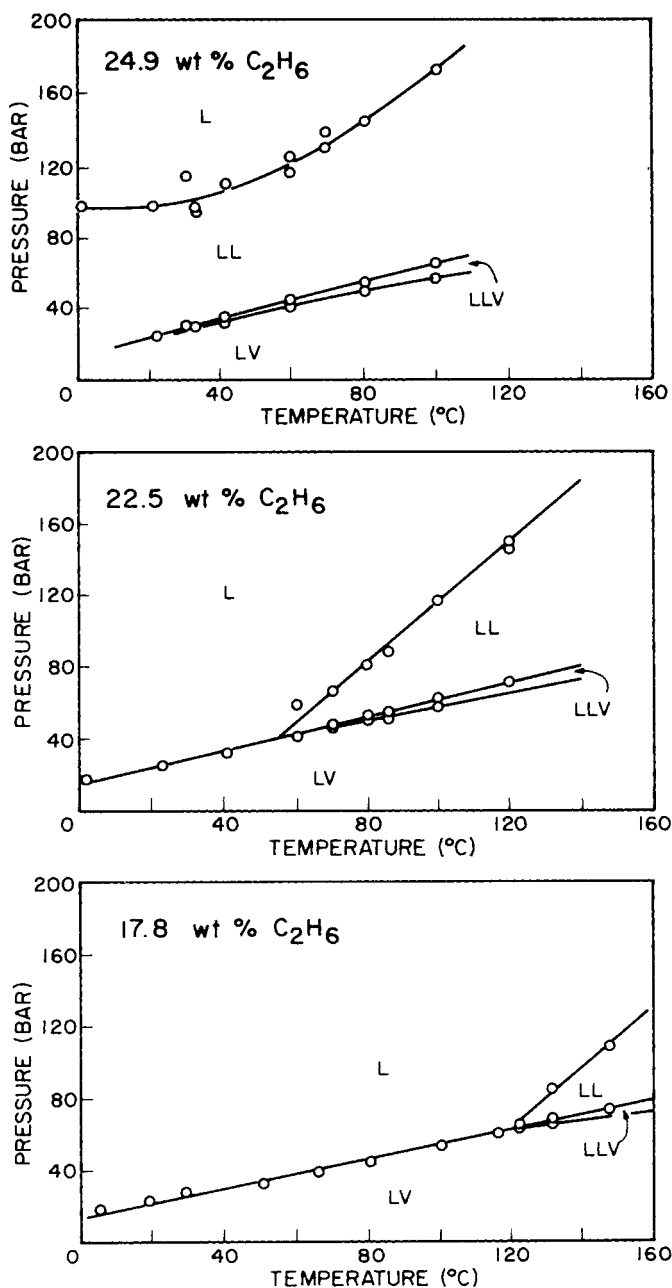 200
24.9 wt % C2H6
160
L
120
PRESSURE (BAR)
80
LL
40
LLV
LV
0 40 80 120 160
TEMPERATURE (°C)
200
22.5 wt % C2H6
160
120
L
PRESSURE (BAR)
80
LL
LLV
40
LV
0 40 80 120 160
TEMPERATURE (°C)
200
17.8 wt % C2H6
160
120
PRESSURE (BAR)
L
80
LL
LLV
40
LV
0 40 80 120 160
TEMPERATURE (°C)